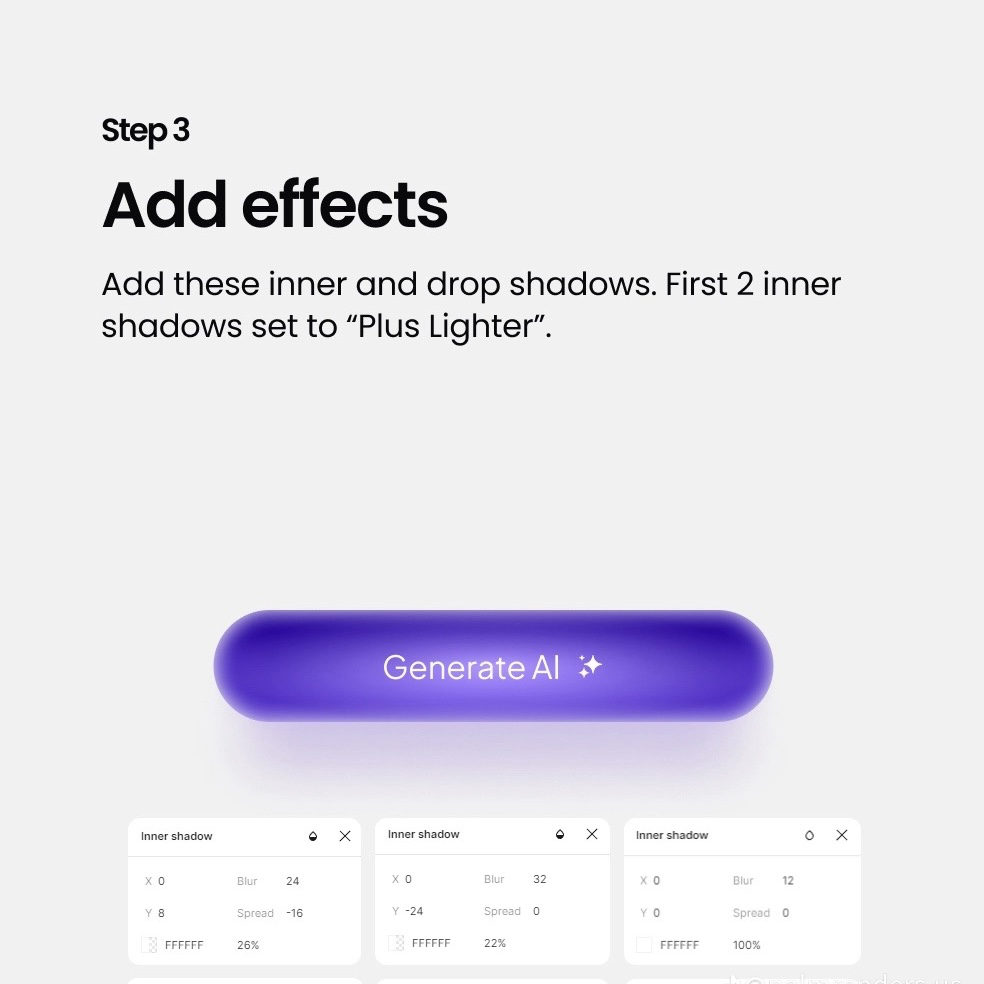 Step 3
Add effects
Add these inner and drop shadows. First 2 inner
shadows set to “Plus Lighter”.
Generate AI
Inner shadow
X 0 Blur 24
Y 8 Spread -16
FFFFFF 26%
Inner shadow
X 0 Blur 32
Y -24 Spread 0
FFFFFF 22%
Inner shadow
X 0 Blur 12
Y 0 Spread 0
FFFFFF 100%